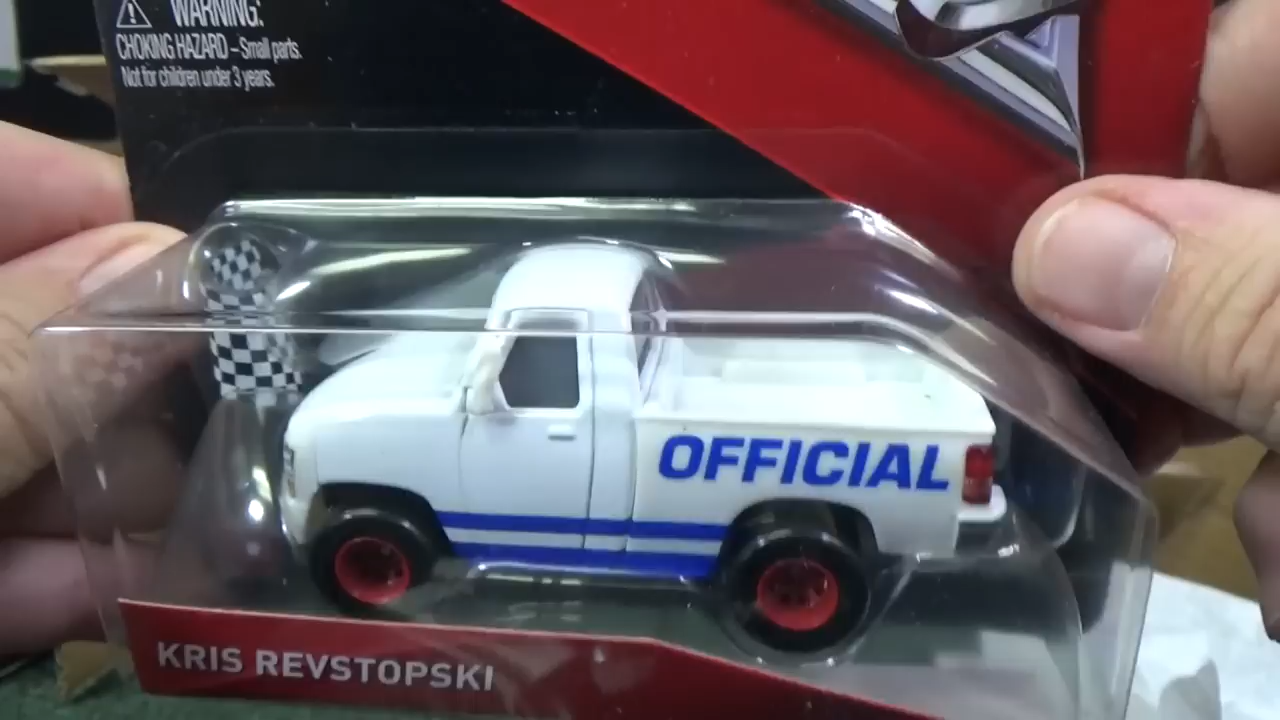 WARNING:
CHOKING HAZARD – Small parts.
Not for children under 3 years.
OFFICIAL
KRIS REVSTOPSKI